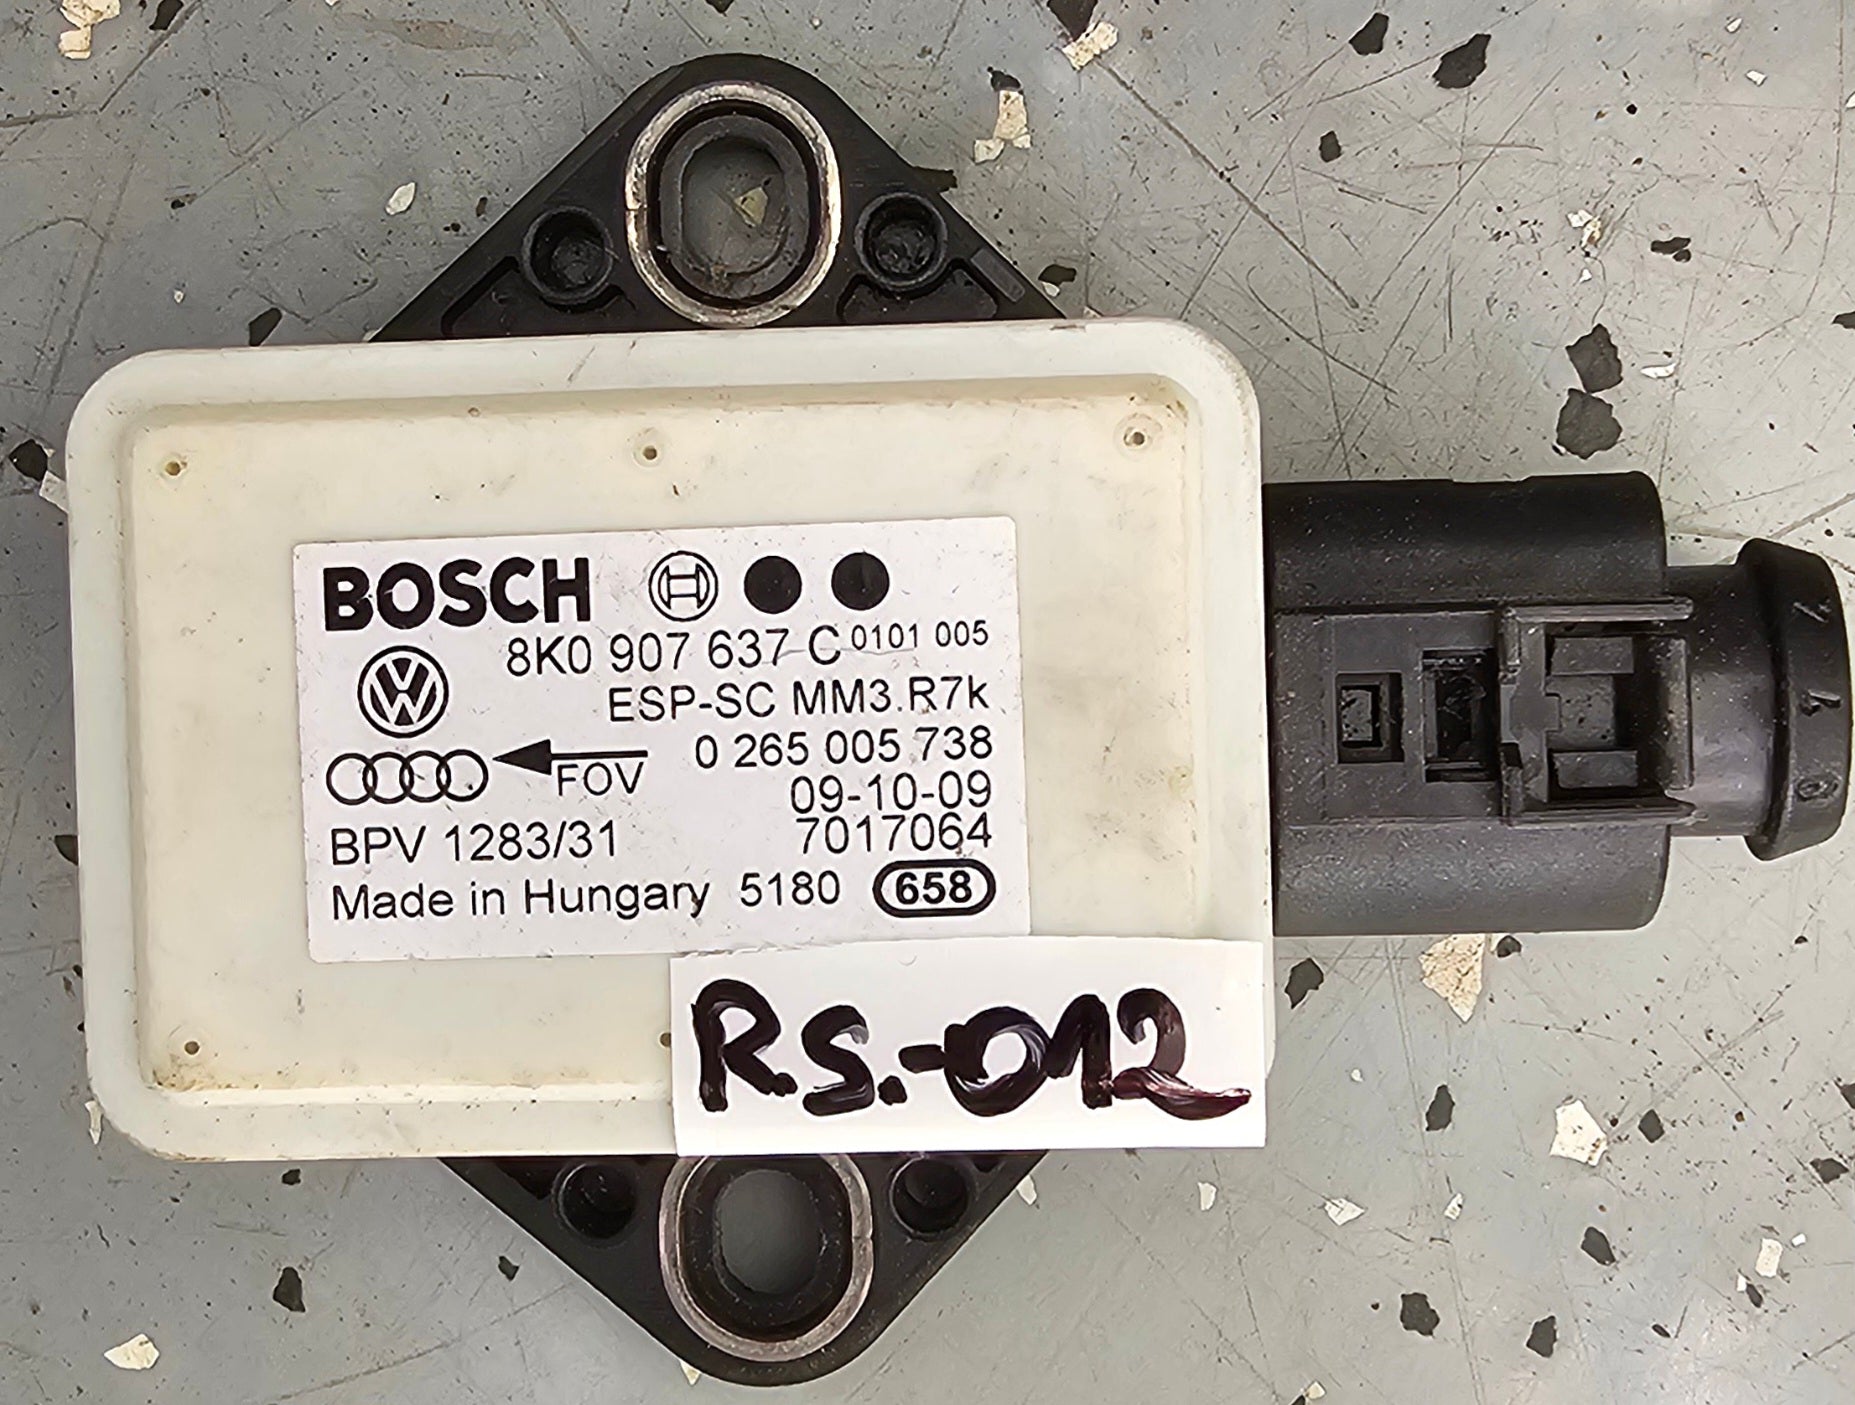 BOSCH
8K0 907 637 C 0101 005
ESP-SC MM3.R7k
0 265 005 738
FOV
09-10-09
BPV 1283/31 7017064
Made in Hungary 5180 658
RS.-012